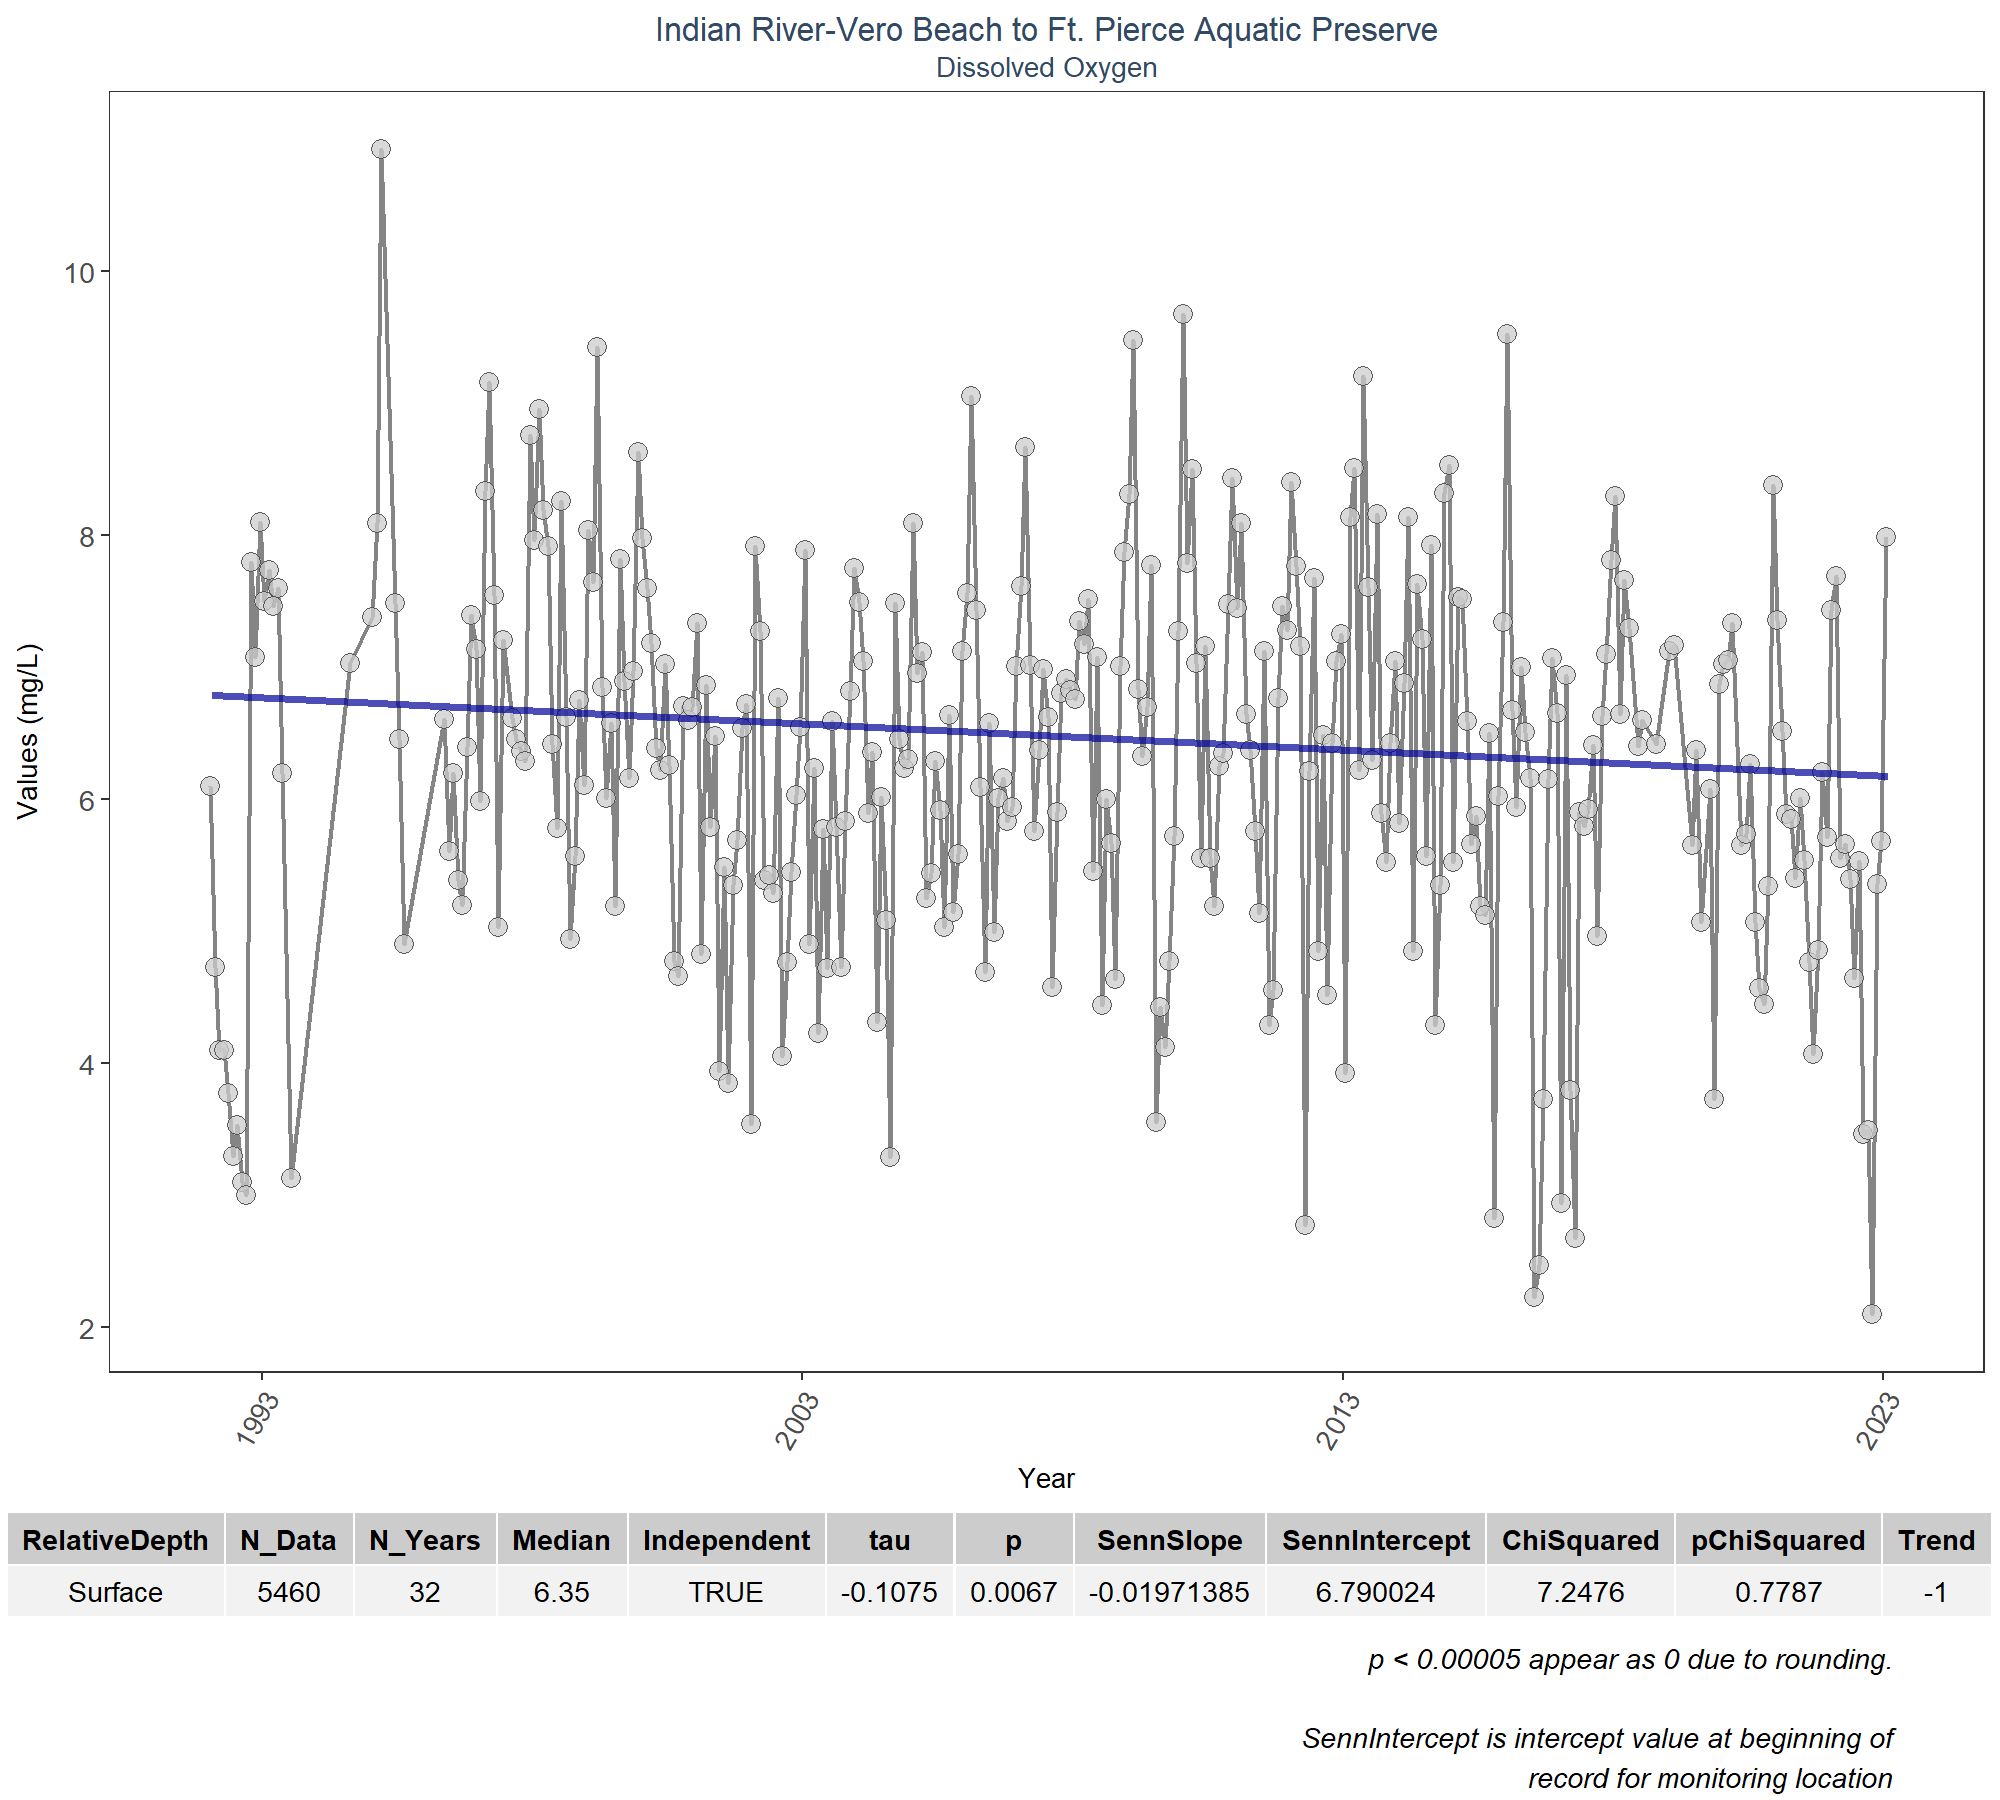 Indian River-Vero Beach to Ft. Pierce Aquatic Preserve
Dissolved Oxygen
Values (mg/L)
10
8
6
4
2
1993
2003
2013
2023
Year
RelativeDepth N_Data N_Years Median Independent tau p SennSlope SennIntercept ChiSquared pChiSquared Trend
Surface 5460 32 6.35 TRUE -0.1075 0.0067 -0.01971385 6.790024 7.2476 0.7787 -1
p < 0.00005 appear as 0 due to rounding.
SennIntercept is intercept value at beginning of
record for monitoring location